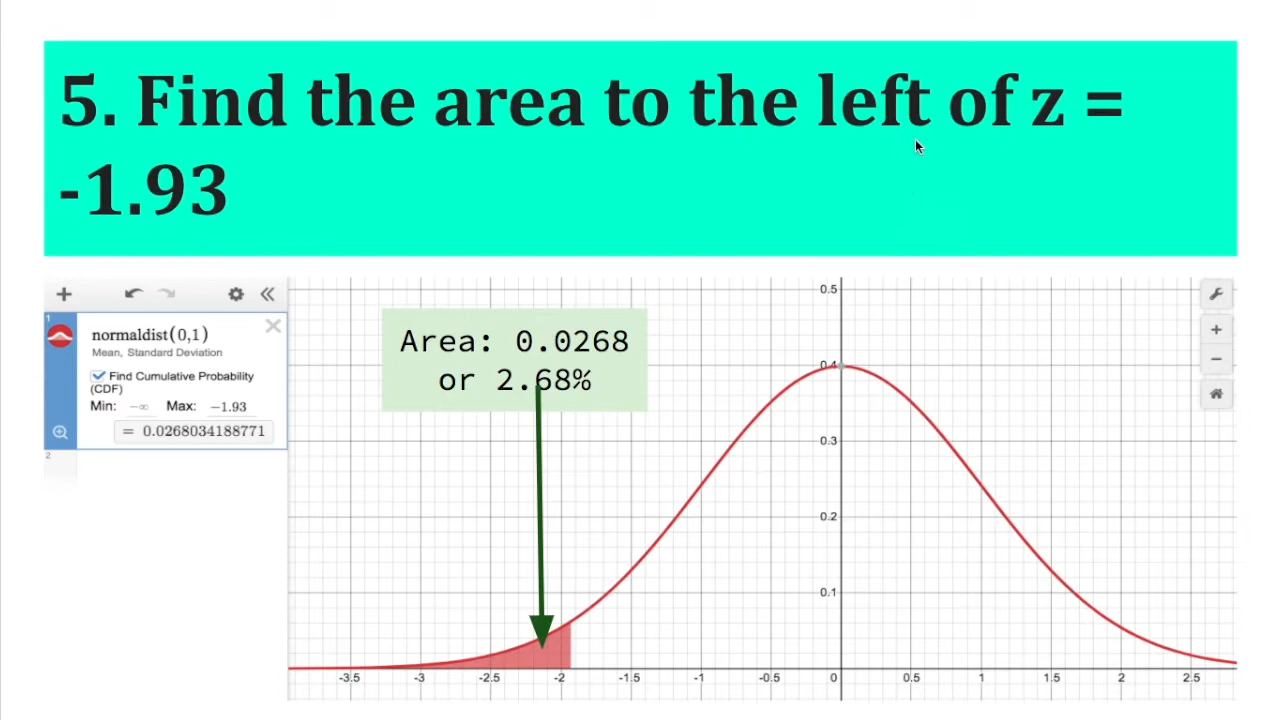 5. Find the area to the left of z =
-1.93
1
normaldist(0,1)
Mean, Standard Deviation
Find Cumulative Probability
(CDF)
Min: -∞ Max: -1.93
= 0.0268034188771
2
Area: 0.0268
or 2.68%
0.5
0.4
0.3
0.2
0.1
-3.5 -3 -2.5 -2 -1.5 -1 -0.5 0 0.5 1 1.5 2 2.5